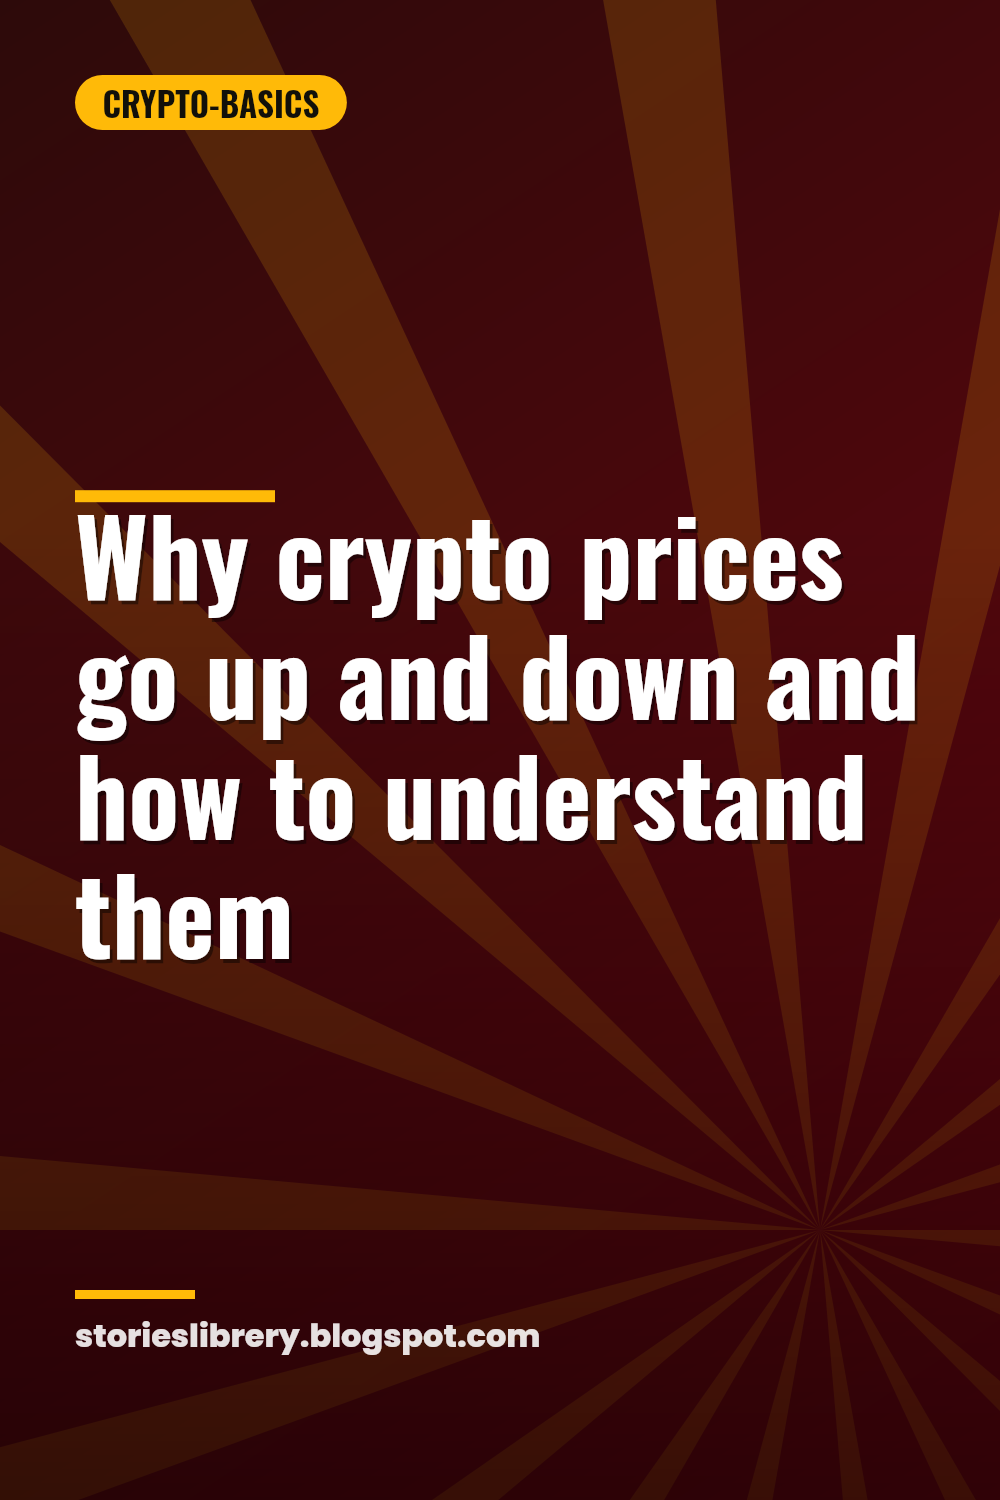 CRYPTO-BASICS
Why crypto prices
go up and down and
how to understand
them
storieslibrery.blogspot.com